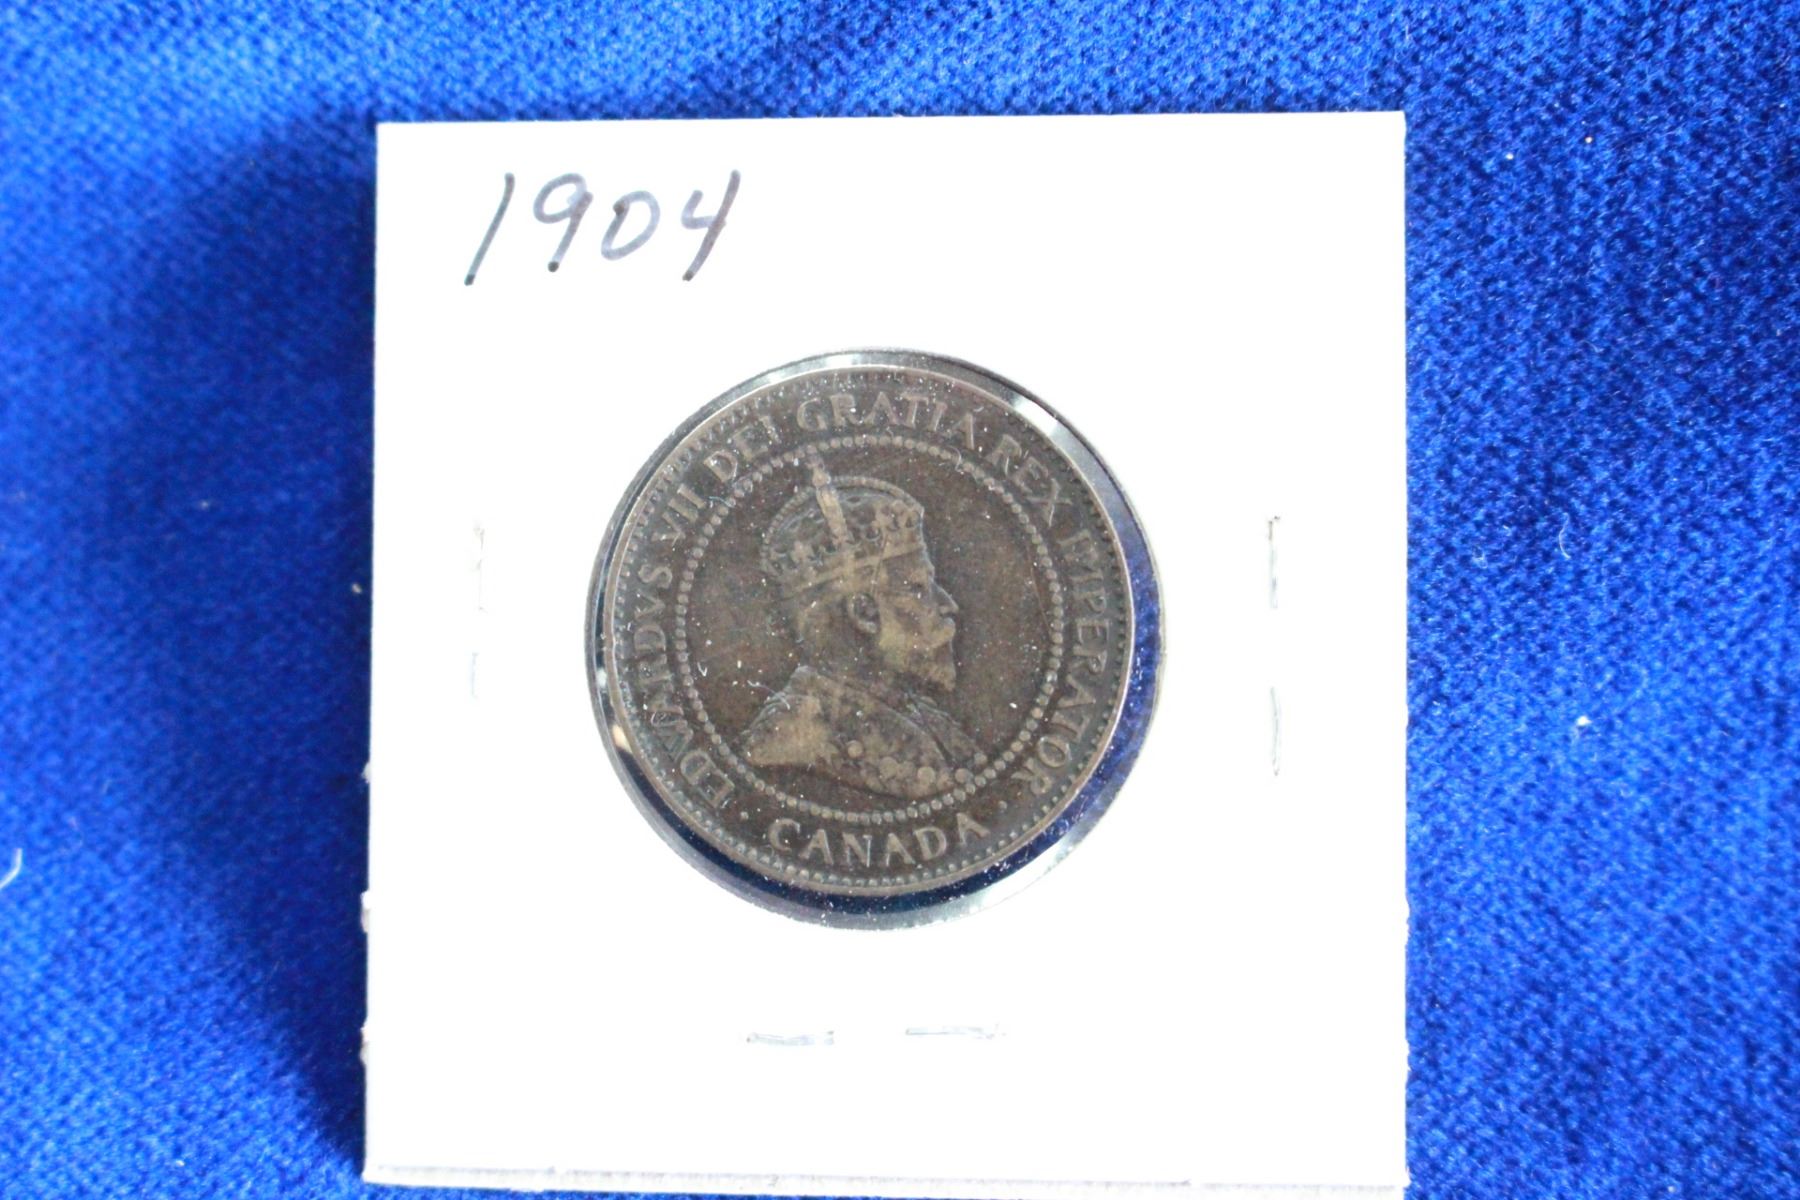 1904
EDWARDVS VII DEI GRATIA REX IMPERATOR
· CANADA ·